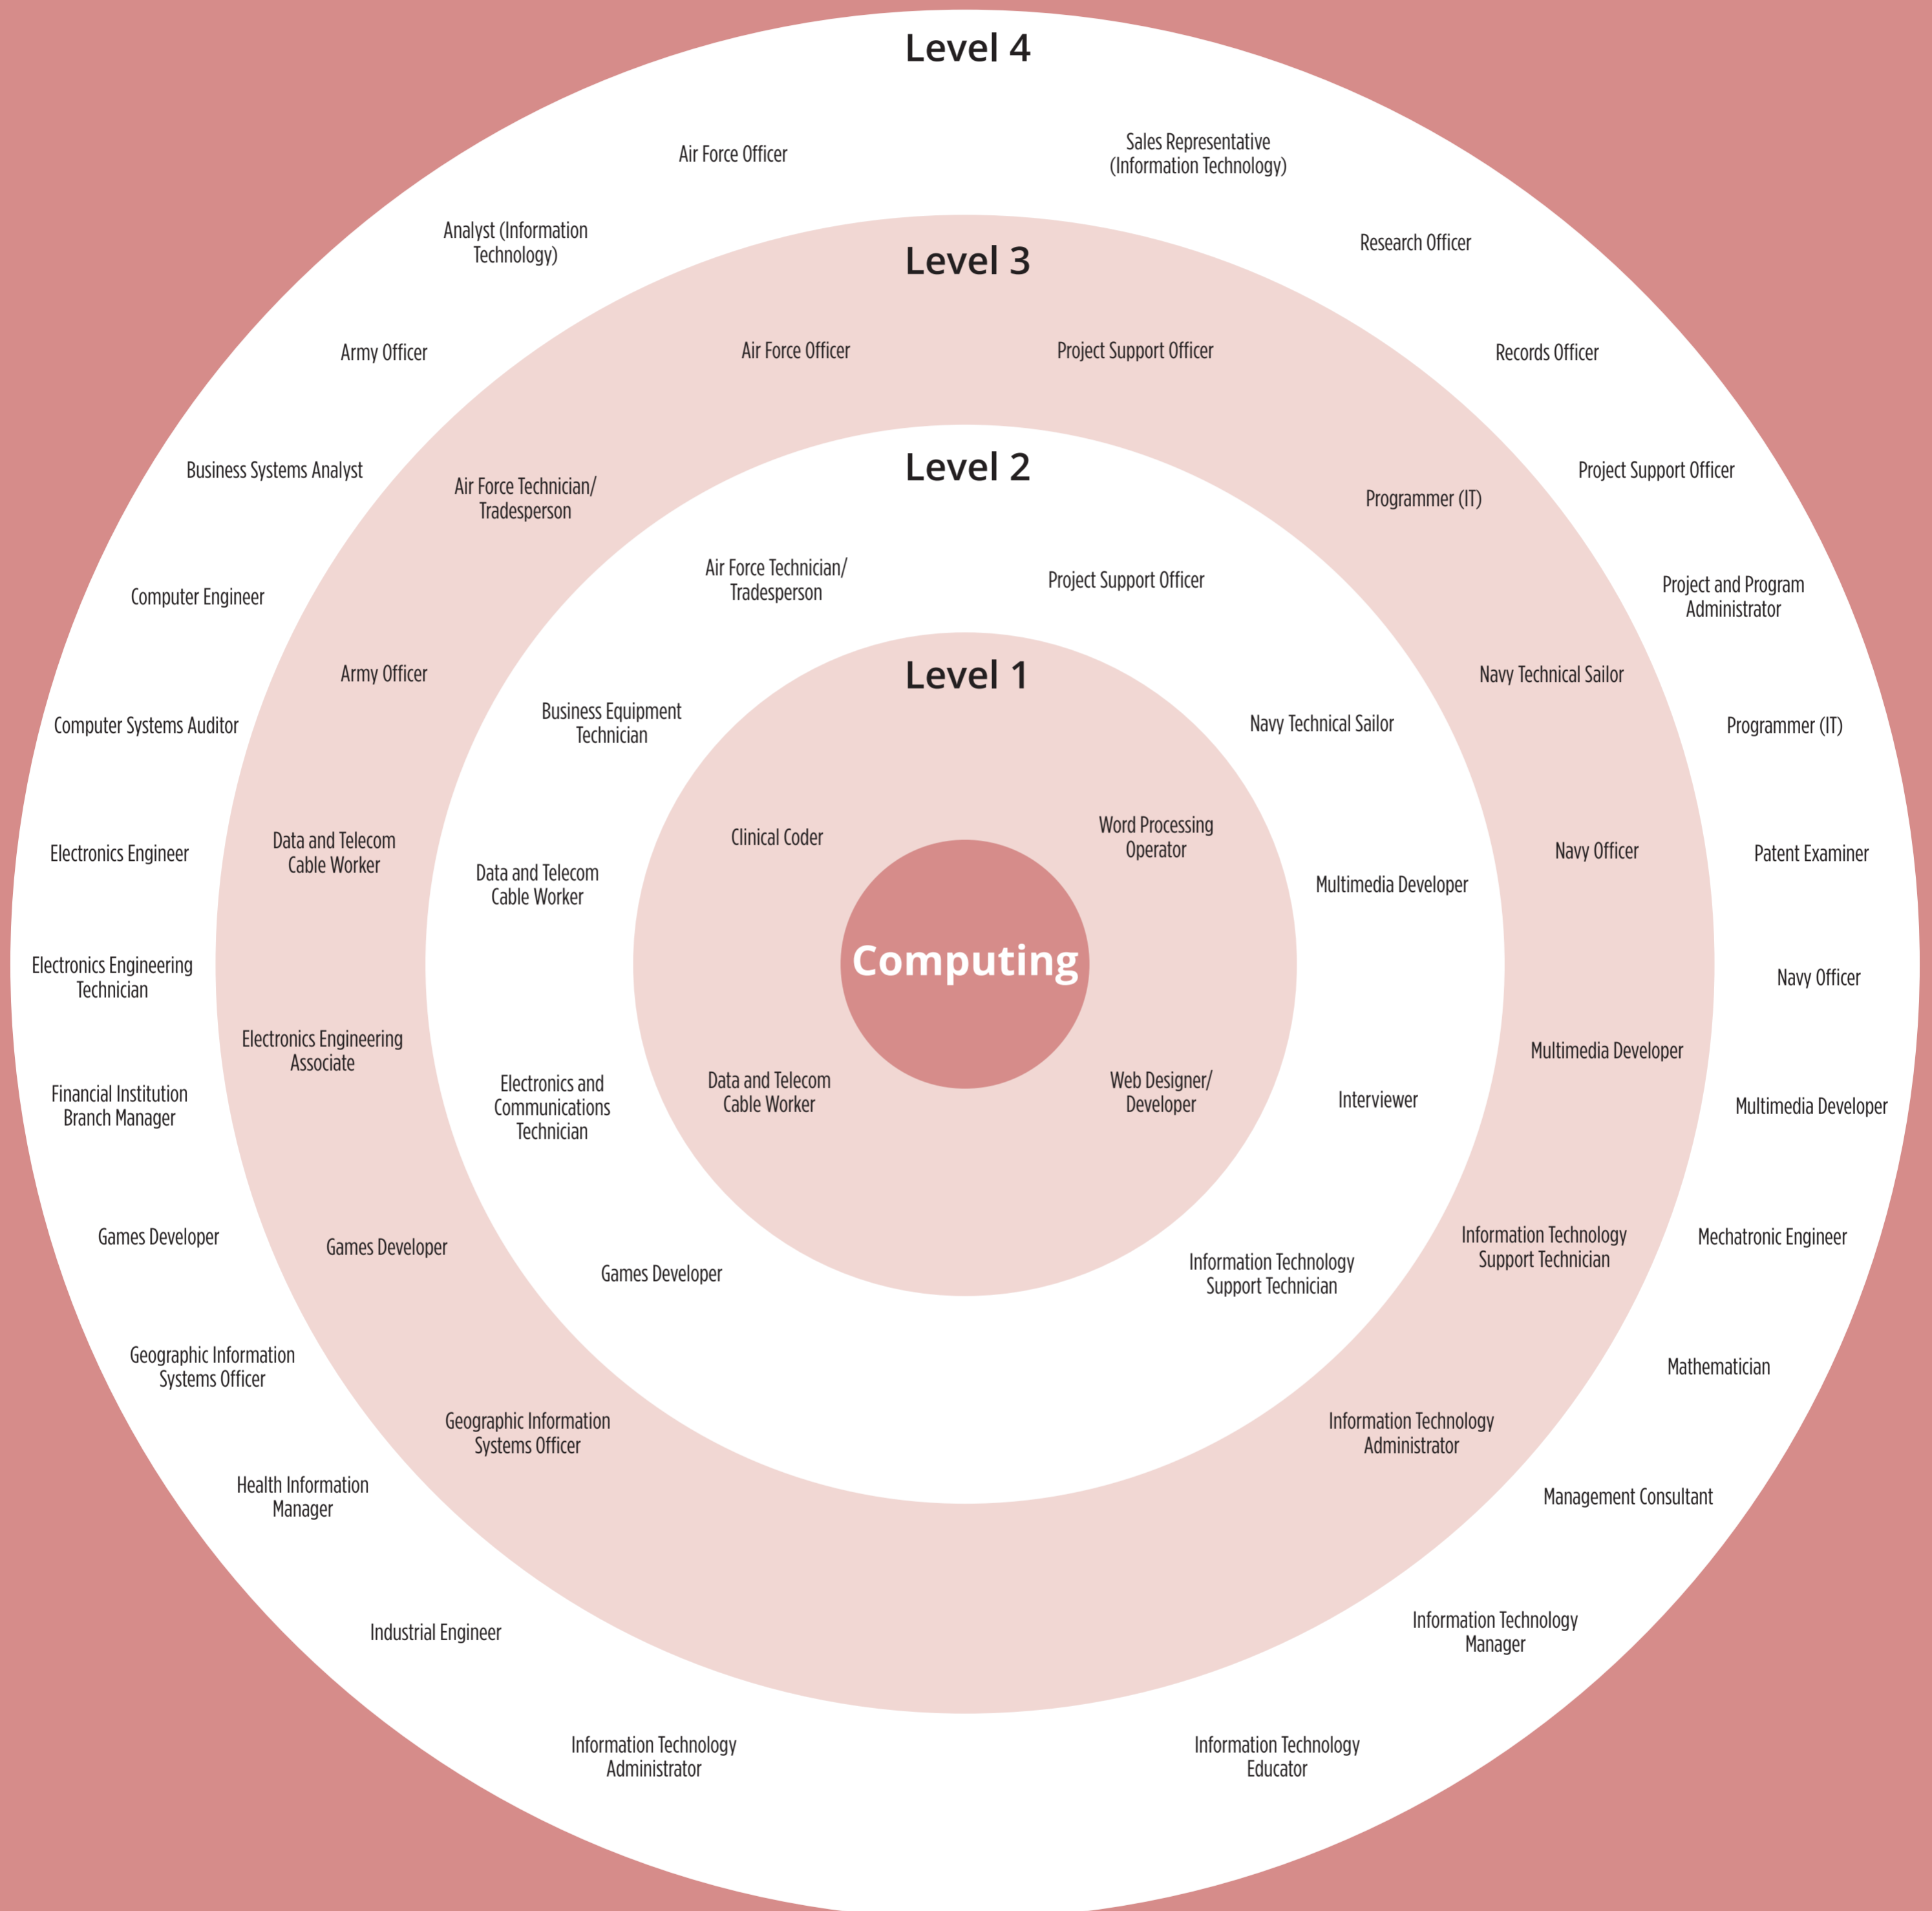 Level 4
Air Force Officer
Sales Representative
(Information Technology)
Analyst (Information
Technology)
Research Officer
Army Officer
Records Officer
Business Systems Analyst
Project Support Officer
Computer Engineer
Project and Program
Administrator
Computer Systems Auditor
Programmer (IT)
Electronics Engineer
Patent Examiner
Electronics Engineering
Technician
Navy Officer
Financial Institution
Branch Manager
Multimedia Developer
Games Developer
Mechatronic Engineer
Geographic Information
Systems Officer
Mathematician
Health Information
Manager
Management Consultant
Industrial Engineer
Information Technology
Manager
Information Technology
Administrator
Information Technology
Educator
Level 3
Air Force Officer
Project Support Officer
Air Force Technician/
Tradesperson
Programmer (IT)
Army Officer
Navy Technical Sailor
Data and Telecom
Cable Worker
Navy Officer
Electronics Engineering
Associate
Multimedia Developer
Games Developer
Information Technology
Support Technician
Geographic Information
Systems Officer
Information Technology
Administrator
Level 2
Air Force Technician/
Tradesperson
Project Support Officer
Business Equipment
Technician
Navy Technical Sailor
Data and Telecom
Cable Worker
Multimedia Developer
Electronics and
Communications
Technician
Interviewer
Games Developer
Information Technology
Support Technician
Level 1
Clinical Coder
Word Processing
Operator
Data and Telecom
Cable Worker
Web Designer/
Developer
Computing